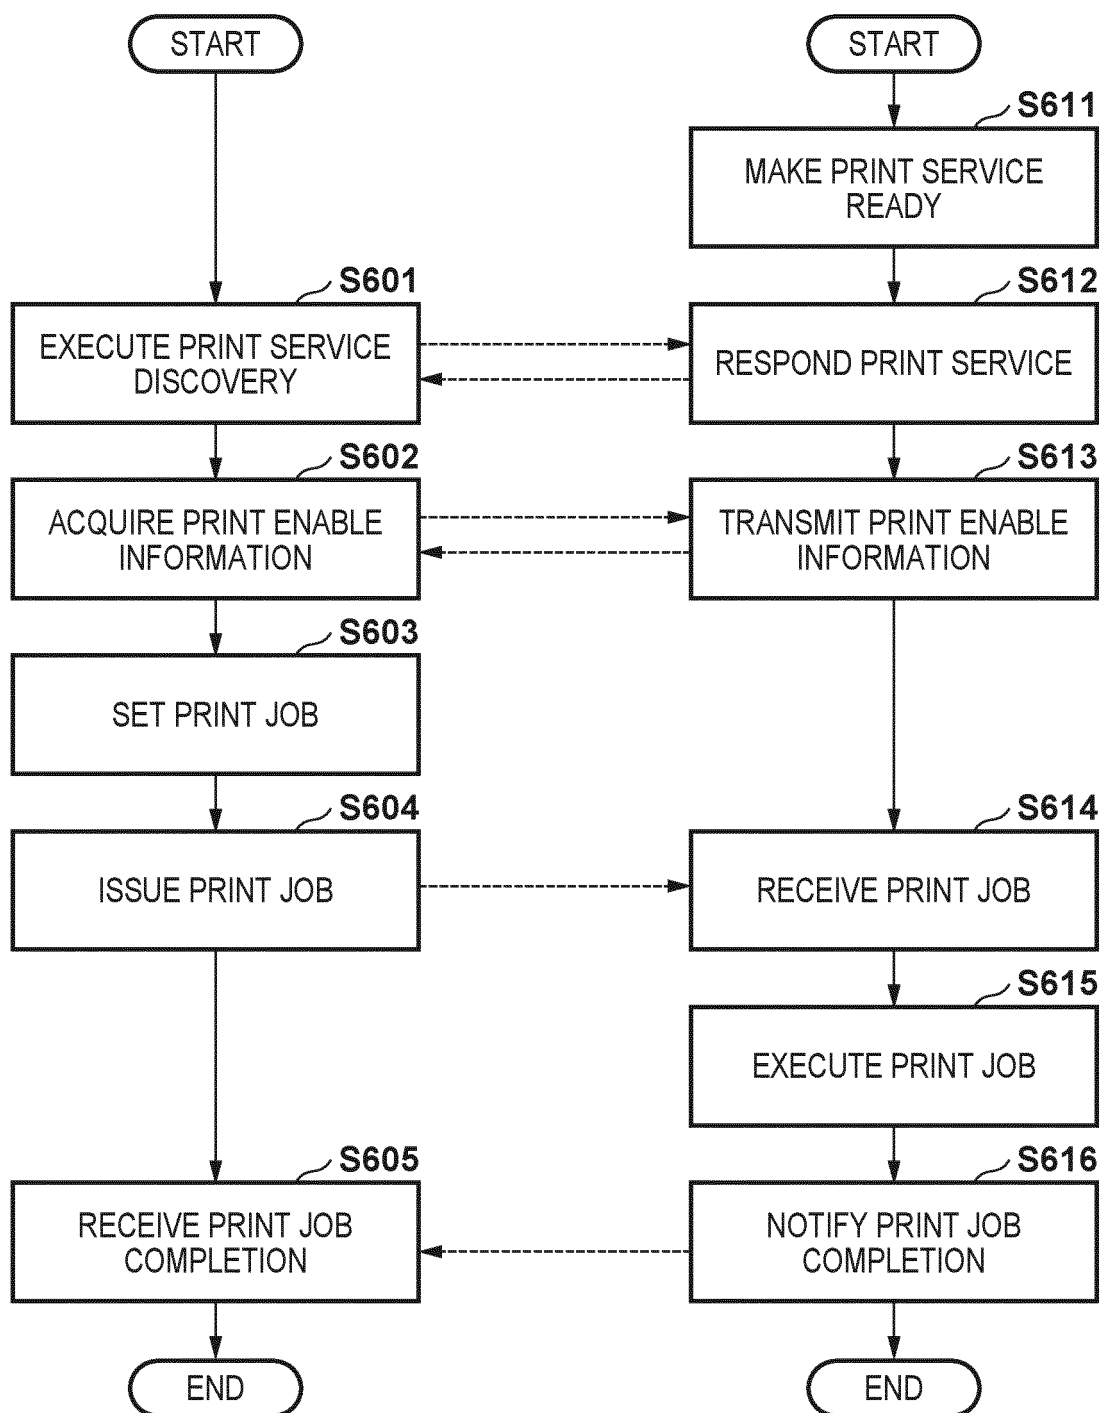 START
START
S611
MAKE PRINT SERVICE
READY
S601
EXECUTE PRINT SERVICE
DISCOVERY
S612
RESPOND PRINT SERVICE
S602
ACQUIRE PRINT ENABLE
INFORMATION
S613
TRANSMIT PRINT ENABLE
INFORMATION
S603
SET PRINT JOB
S604
ISSUE PRINT JOB
S614
RECEIVE PRINT JOB
S615
EXECUTE PRINT JOB
S605
RECEIVE PRINT JOB
COMPLETION
S616
NOTIFY PRINT JOB
COMPLETION
END
END